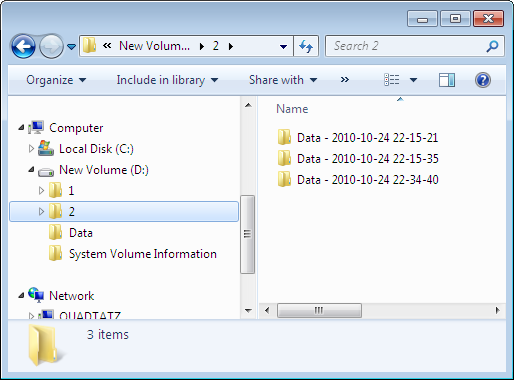 « New Volum... 2
Search 2
Organize Include in library Share with »
Computer
Local Disk (C:)
New Volume (D:)
1
2
Data
System Volume Information
Network
QUADTATZ
Name
Data - 2010-10-24 22-15-21
Data - 2010-10-24 22-15-35
Data - 2010-10-24 22-34-40
3 items